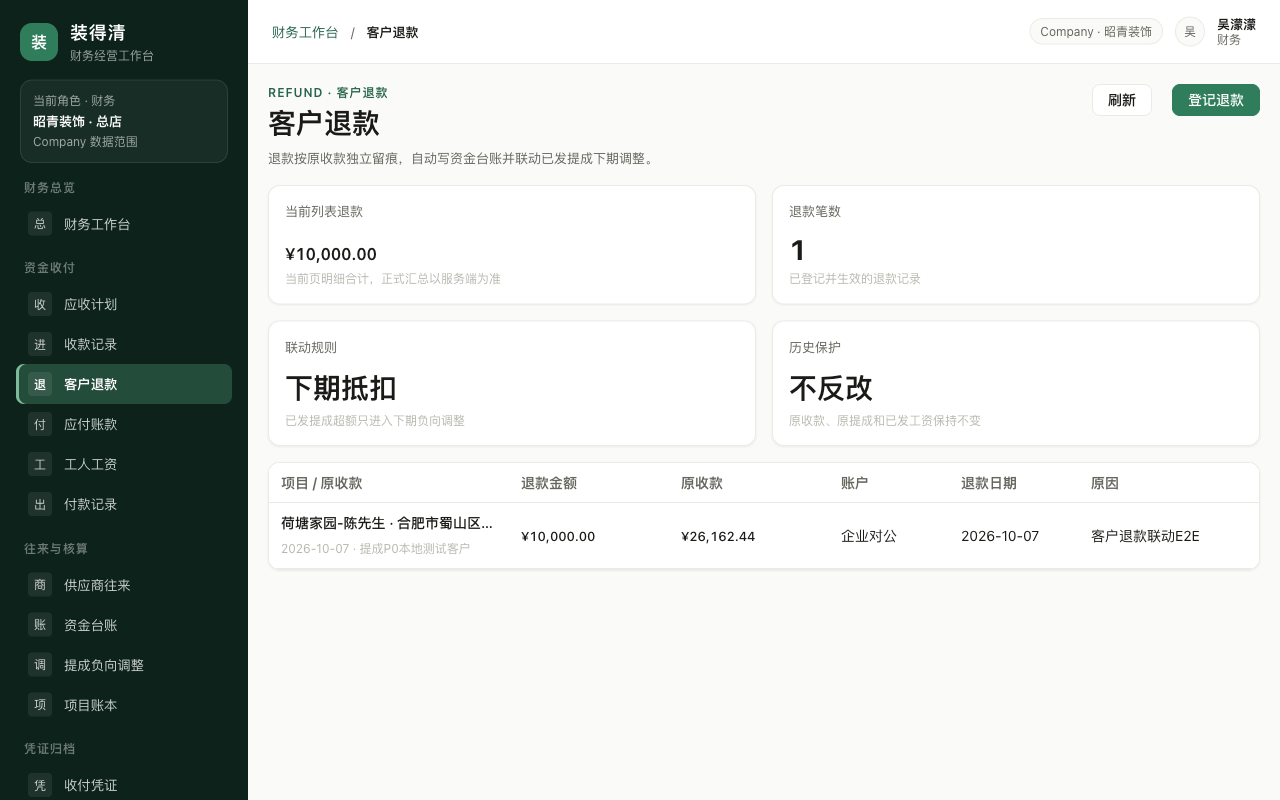 装
装得清
财务经营工作台
当前角色 · 财务
昭青装饰 · 总店
Company 数据范围
财务总览
总 财务工作台
资金收付
收 应收计划
进 收款记录
退 客户退款
付 应付账款
工 工人工资
出 付款记录
往来与核算
商 供应商往来
账 资金台账
调 提成负向调整
项 项目账本
凭证归档
凭 收付凭证
财务工作台 / 客户退款
Company · 昭青装饰
吴
吴濛濛
财务
REFUND · 客户退款
客户退款
退款按原收款独立留痕，自动写资金台账并联动已发提成下期调整。
刷新
登记退款
当前列表退款
¥10,000.00
当前页明细合计，正式汇总以服务端为准
退款笔数
1
已登记并生效的退款记录
联动规则
下期抵扣
已发提成超额只进入下期负向调整
历史保护
不反改
原收款、原提成和已发工资保持不变
项目 / 原收款 退款金额 原收款 账户 退款日期 原因
荷塘家园-陈先生 · 合肥市蜀山区... ¥10,000.00 ¥26,162.44 企业对公 2026-10-07 客户退款联动E2E
2026-10-07 · 提成P0本地测试客户